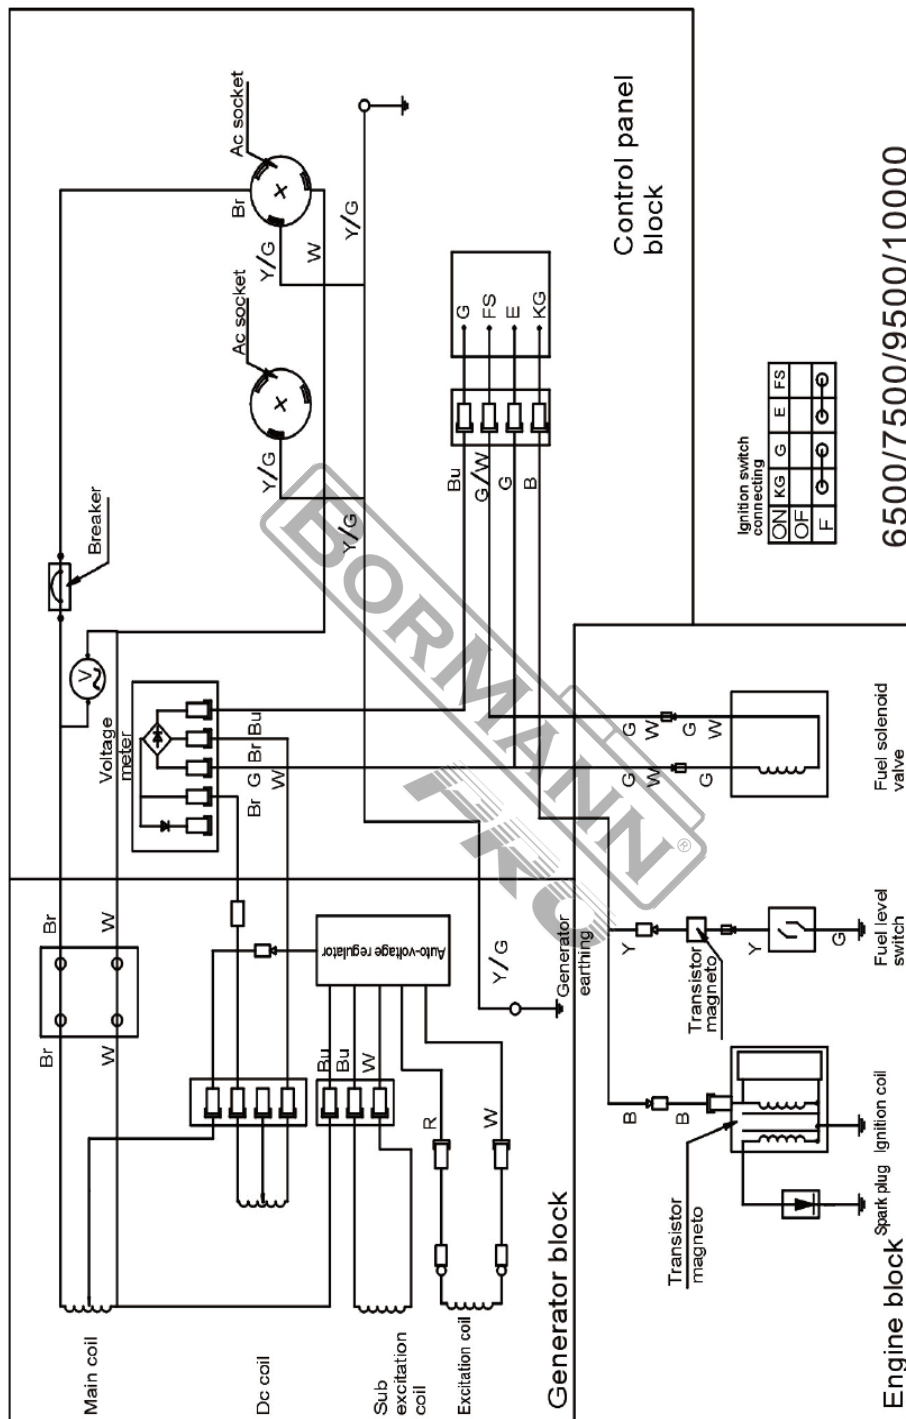 Main coil
Dc coil
Sub
excitation
coil
Excitation coil
Generator block
Br
W
Br
W
Bu
Bu
W
R
W
Auto-voltage regulator
Y/G
Generator
earthing
Voltage
meter
V
Br
G
W
Br
Bu
Breaker
Y/G
Y/G
Ac socket
Y/G
Br
Ac socket
W
Y/G
Bu
G/W
G
B
G
FS
E
KG
Control panel
block
Ignition switch
connecting
ON
KG
G
E
FS
OF
F
6500/7500/9500/10000
Engine block
Spark plug
Ignition coil
Transistor
magneto
B
B
Y
Transistor
magneto
Y
G
Fuel level
switch
G
W
G
G
W
G
W
Fuel solenoid
valve
BORMANN®
PRO